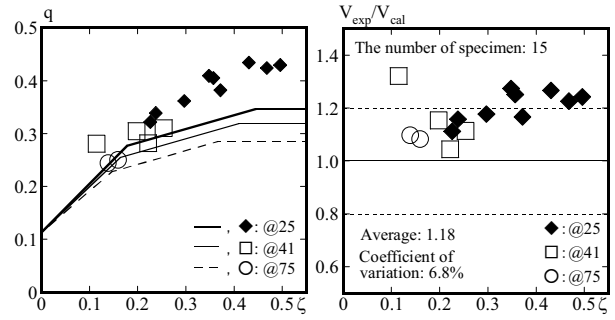 q
0.5
0.4
0.3
0.2
0.1
0
0 0.1 0.2 0.3 0.4 0.5 ζ
, : @25
, : @41
, : @75
V_exp/V_cal
1.4
1.2
1.0
0.8
0.6
0 0.1 0.2 0.3 0.4 0.5 ζ
The number of specimen: 15
Average: 1.18
Coefficient of
variation: 6.8%
: @25
: @41
: @75